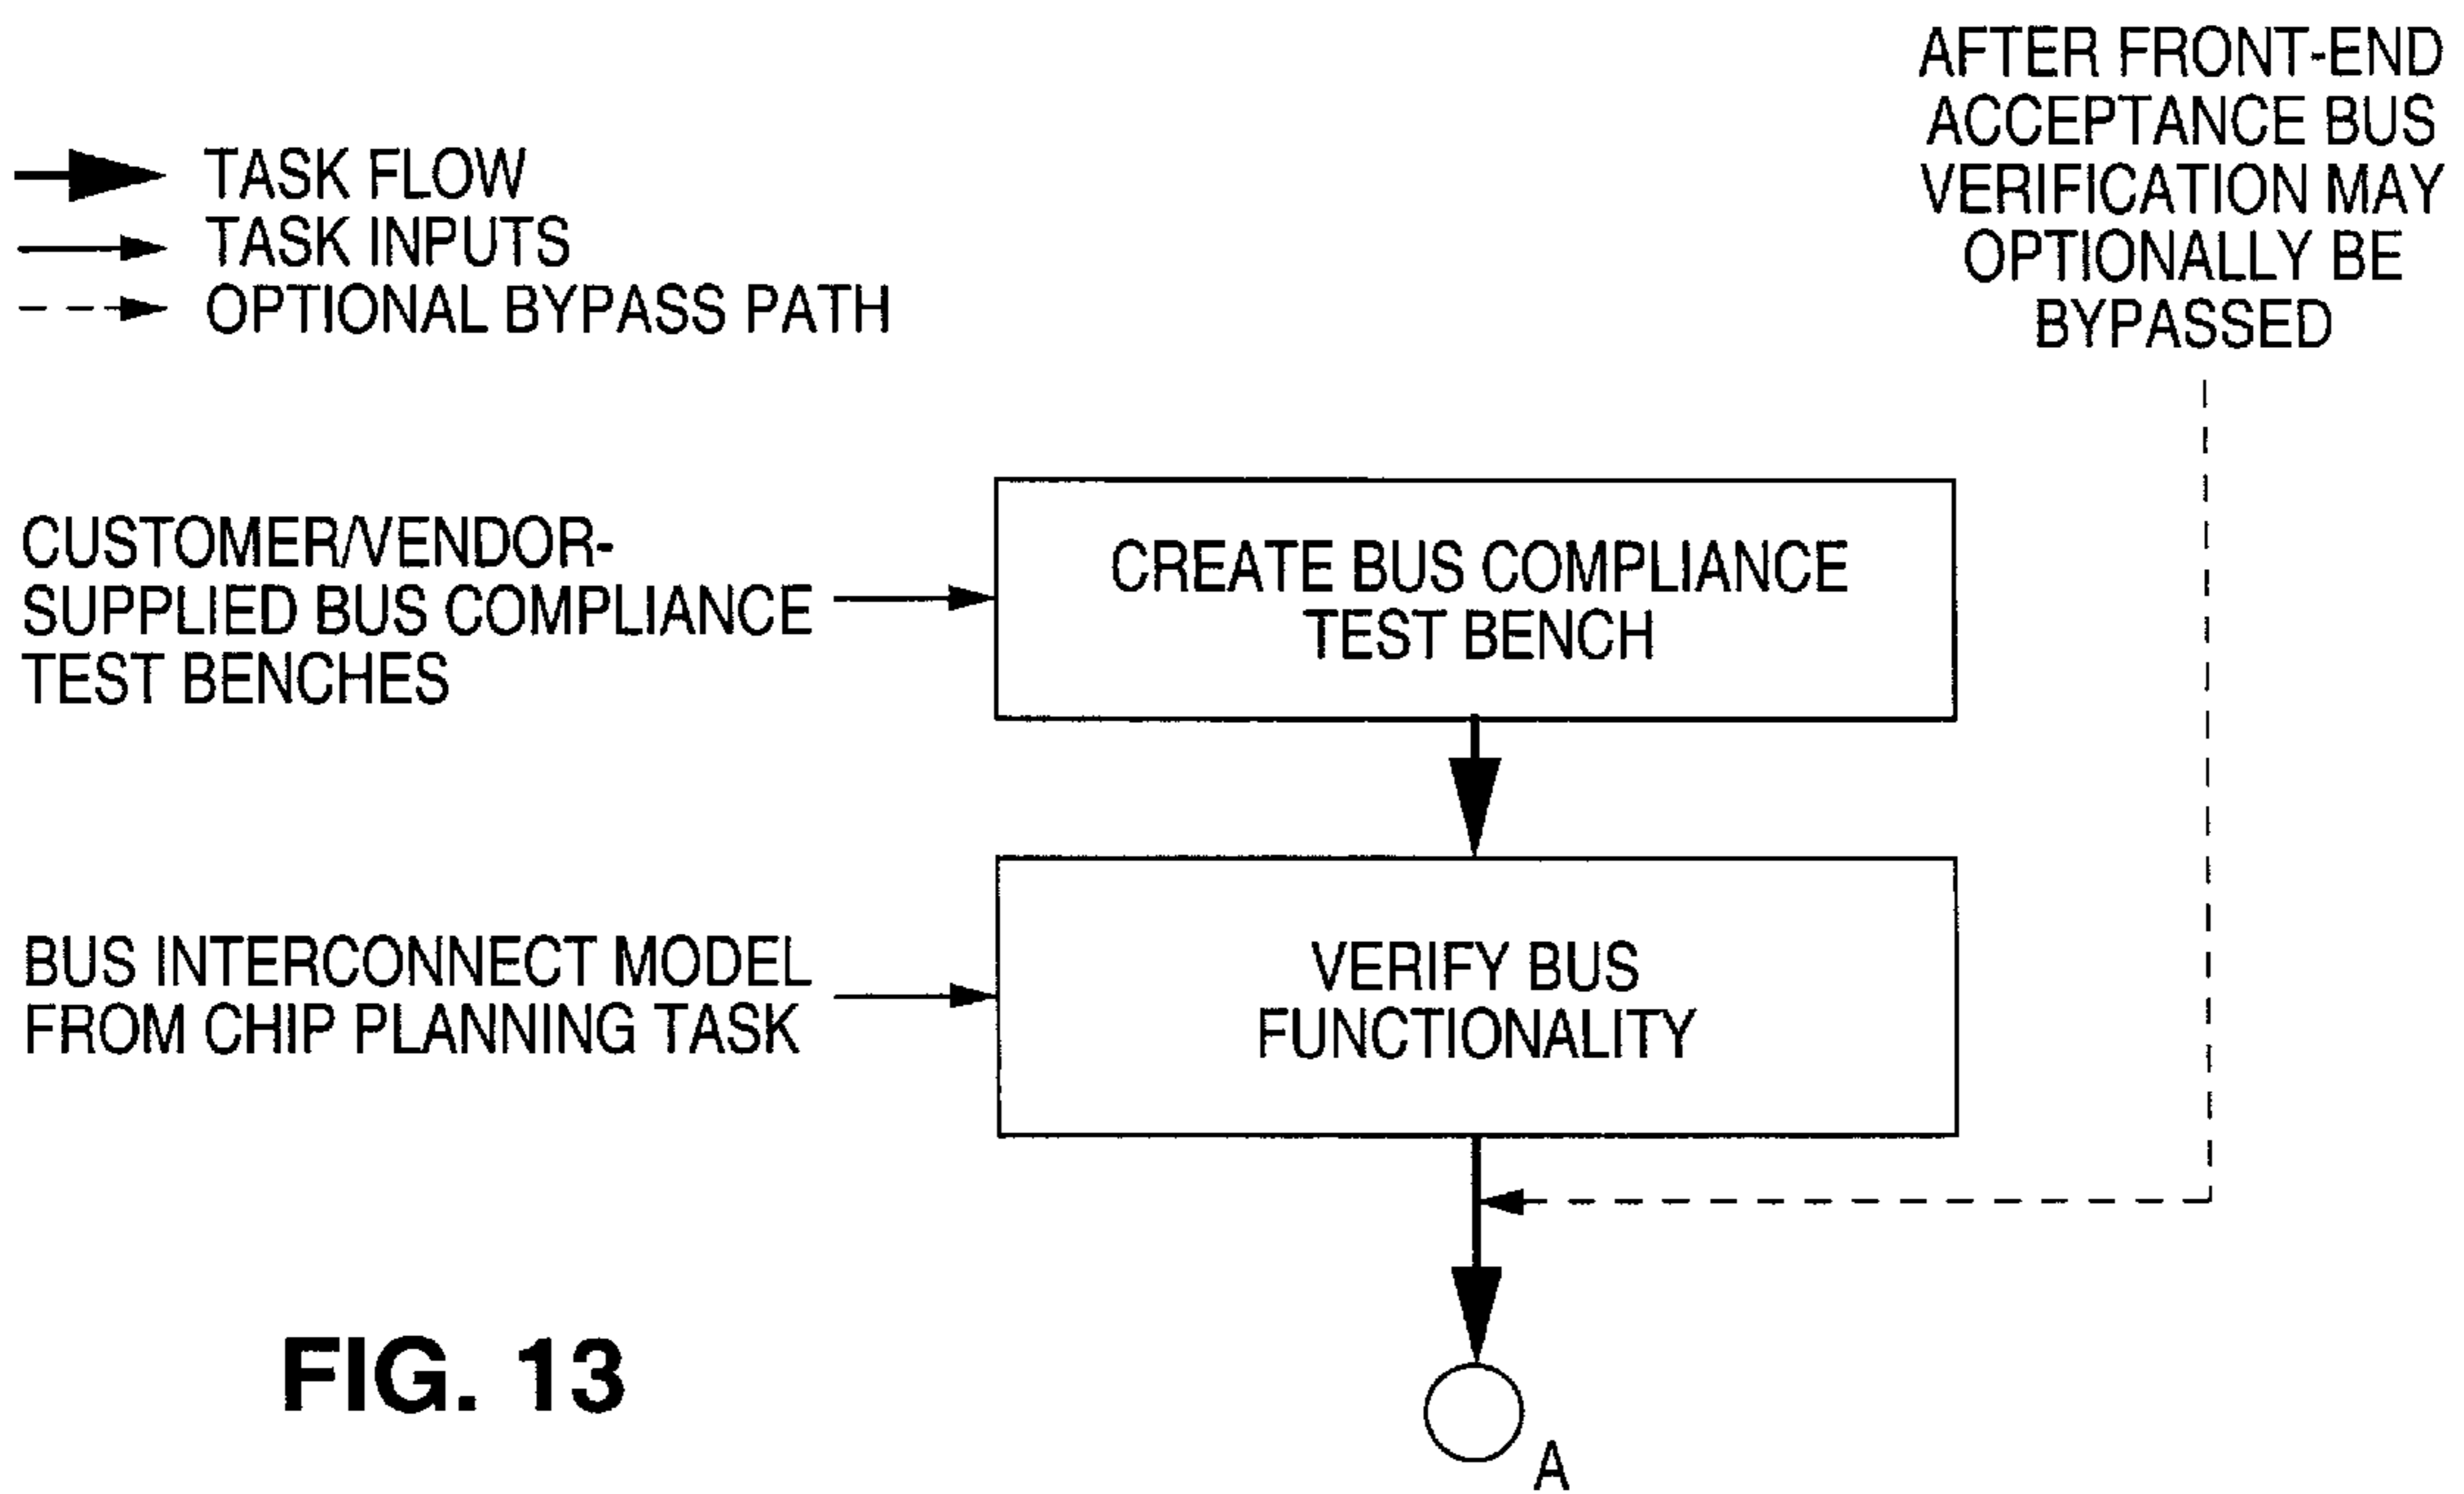 AFTER FRONT-END
ACCEPTANCE BUS
VERIFICATION MAY
OPTIONALLY BE
BYPASSED
TASK FLOW
TASK INPUTS
OPTIONAL BYPASS PATH
CUSTOMER/VENDOR-
SUPPLIED BUS COMPLIANCE
TEST BENCHES
CREATE BUS COMPLIANCE
TEST BENCH
BUS INTERCONNECT MODEL
FROM CHIP PLANNING TASK
VERIFY BUS
FUNCTIONALITY
FIG. 13
A